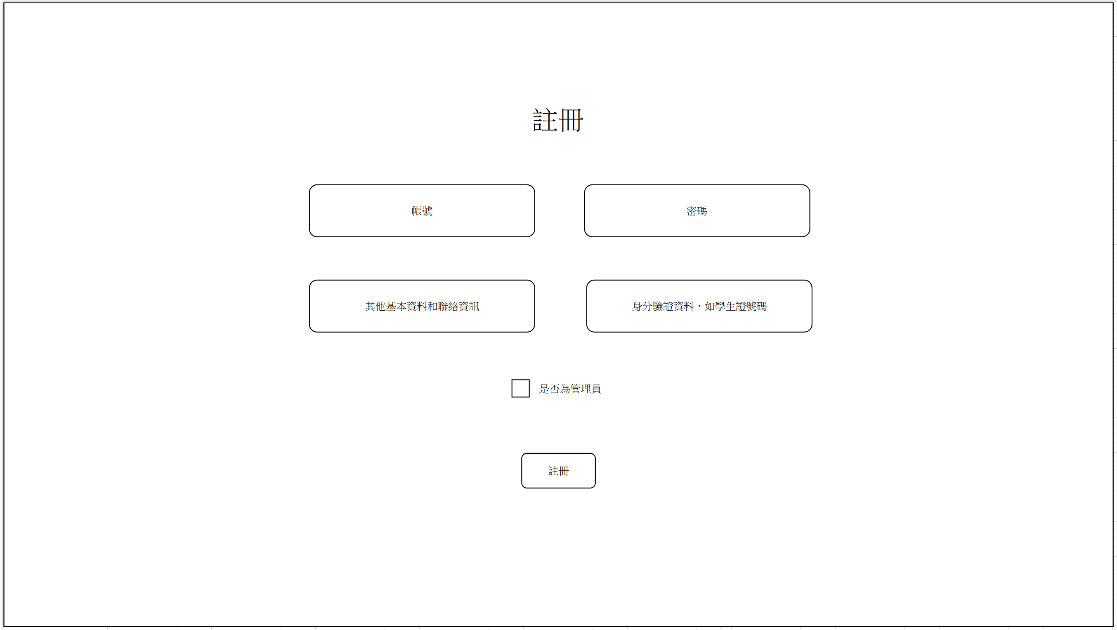 註冊
帳號
密碼
其他基本資料和聯絡資訊
身分驗證資料，如學生證號碼
是否為管理員
註冊